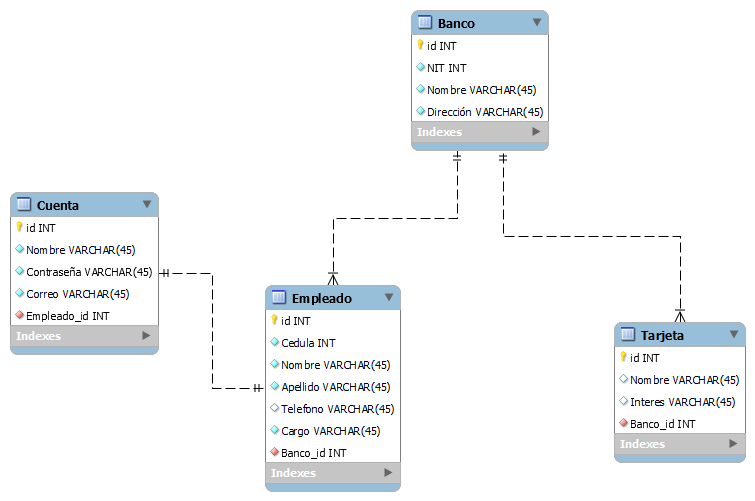 Banco
id INT
NIT INT
Nombre VARCHAR(45)
Dirección VARCHAR(45)
Indexes
Cuenta
id INT
Nombre VARCHAR(45)
Contraseña VARCHAR(45)
Correo VARCHAR(45)
Empleado_id INT
Indexes
Empleado
id INT
Cedula INT
Nombre VARCHAR(45)
Apellido VARCHAR(45)
Telefono VARCHAR(45)
Cargo VARCHAR(45)
Banco_id INT
Indexes
Tarjeta
id INT
Nombre VARCHAR(45)
Interes VARCHAR(45)
Banco_id INT
Indexes